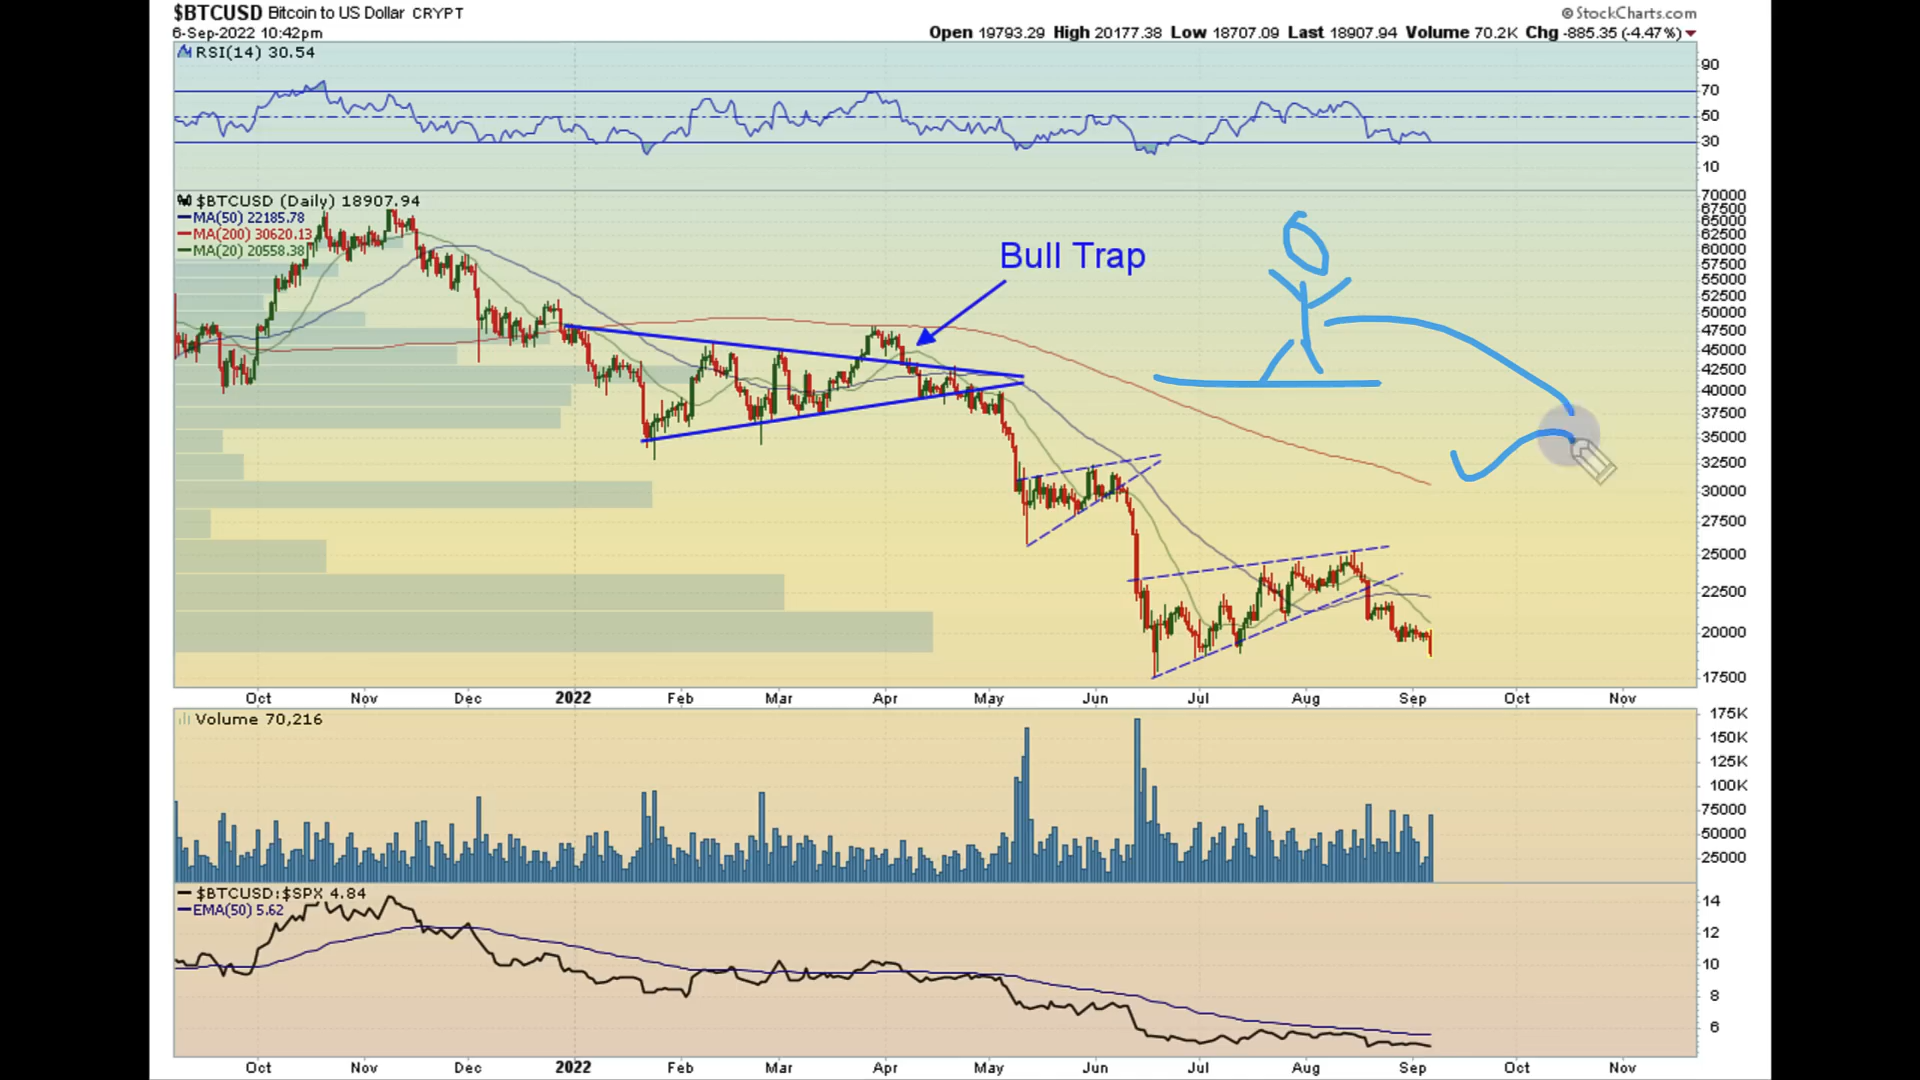 $BTCUSD Bitcoin to US Dollar CRYPT
© StockCharts.com
6-Sep-2022 10:42pm
Open 19793.29 High 20177.38 Low 18707.09 Last 18907.94 Volume 70.2K Chg -885.35 (-4.47%)
RSI(14) 30.54
90
70
50
30
10
$BTCUSD (Daily) 18907.94
MA(50) 22185.78
MA(200) 30620.13
MA(20) 20558.38
Bull Trap
70000
67500
65000
62500
60000
57500
55000
52500
50000
47500
45000
42500
40000
37500
35000
32500
30000
27500
25000
22500
20000
17500
Oct Nov Dec 2022 Feb Mar Apr May Jun Jul Aug Sep Oct Nov
Volume 70,216
175K
150K
125K
100K
75000
50000
25000
$BTCUSD:$SPX 4.84
EMA(50) 5.62
14
12
10
8
6
Oct Nov Dec 2022 Feb Mar Apr May Jun Jul Aug Sep Oct Nov